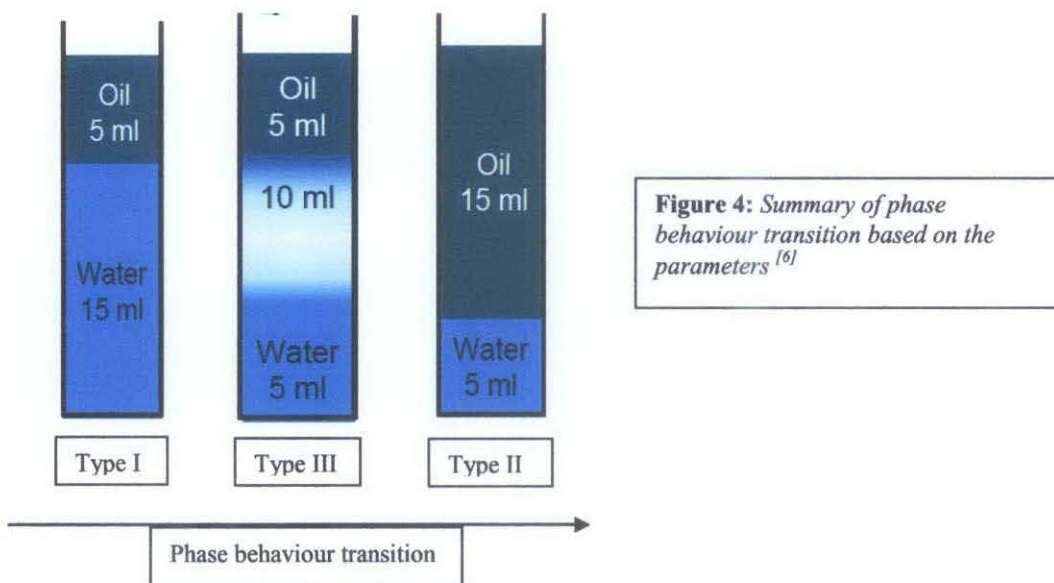 Oil
5 ml
Water
15 ml
Oil
5 ml
10 ml
Water
5 ml
Oil
15 ml
Water
5 ml
Figure 4: Summary of phase
behaviour transition based on the
parameters [6]
Type I
Type III
Type II
Phase behaviour transition